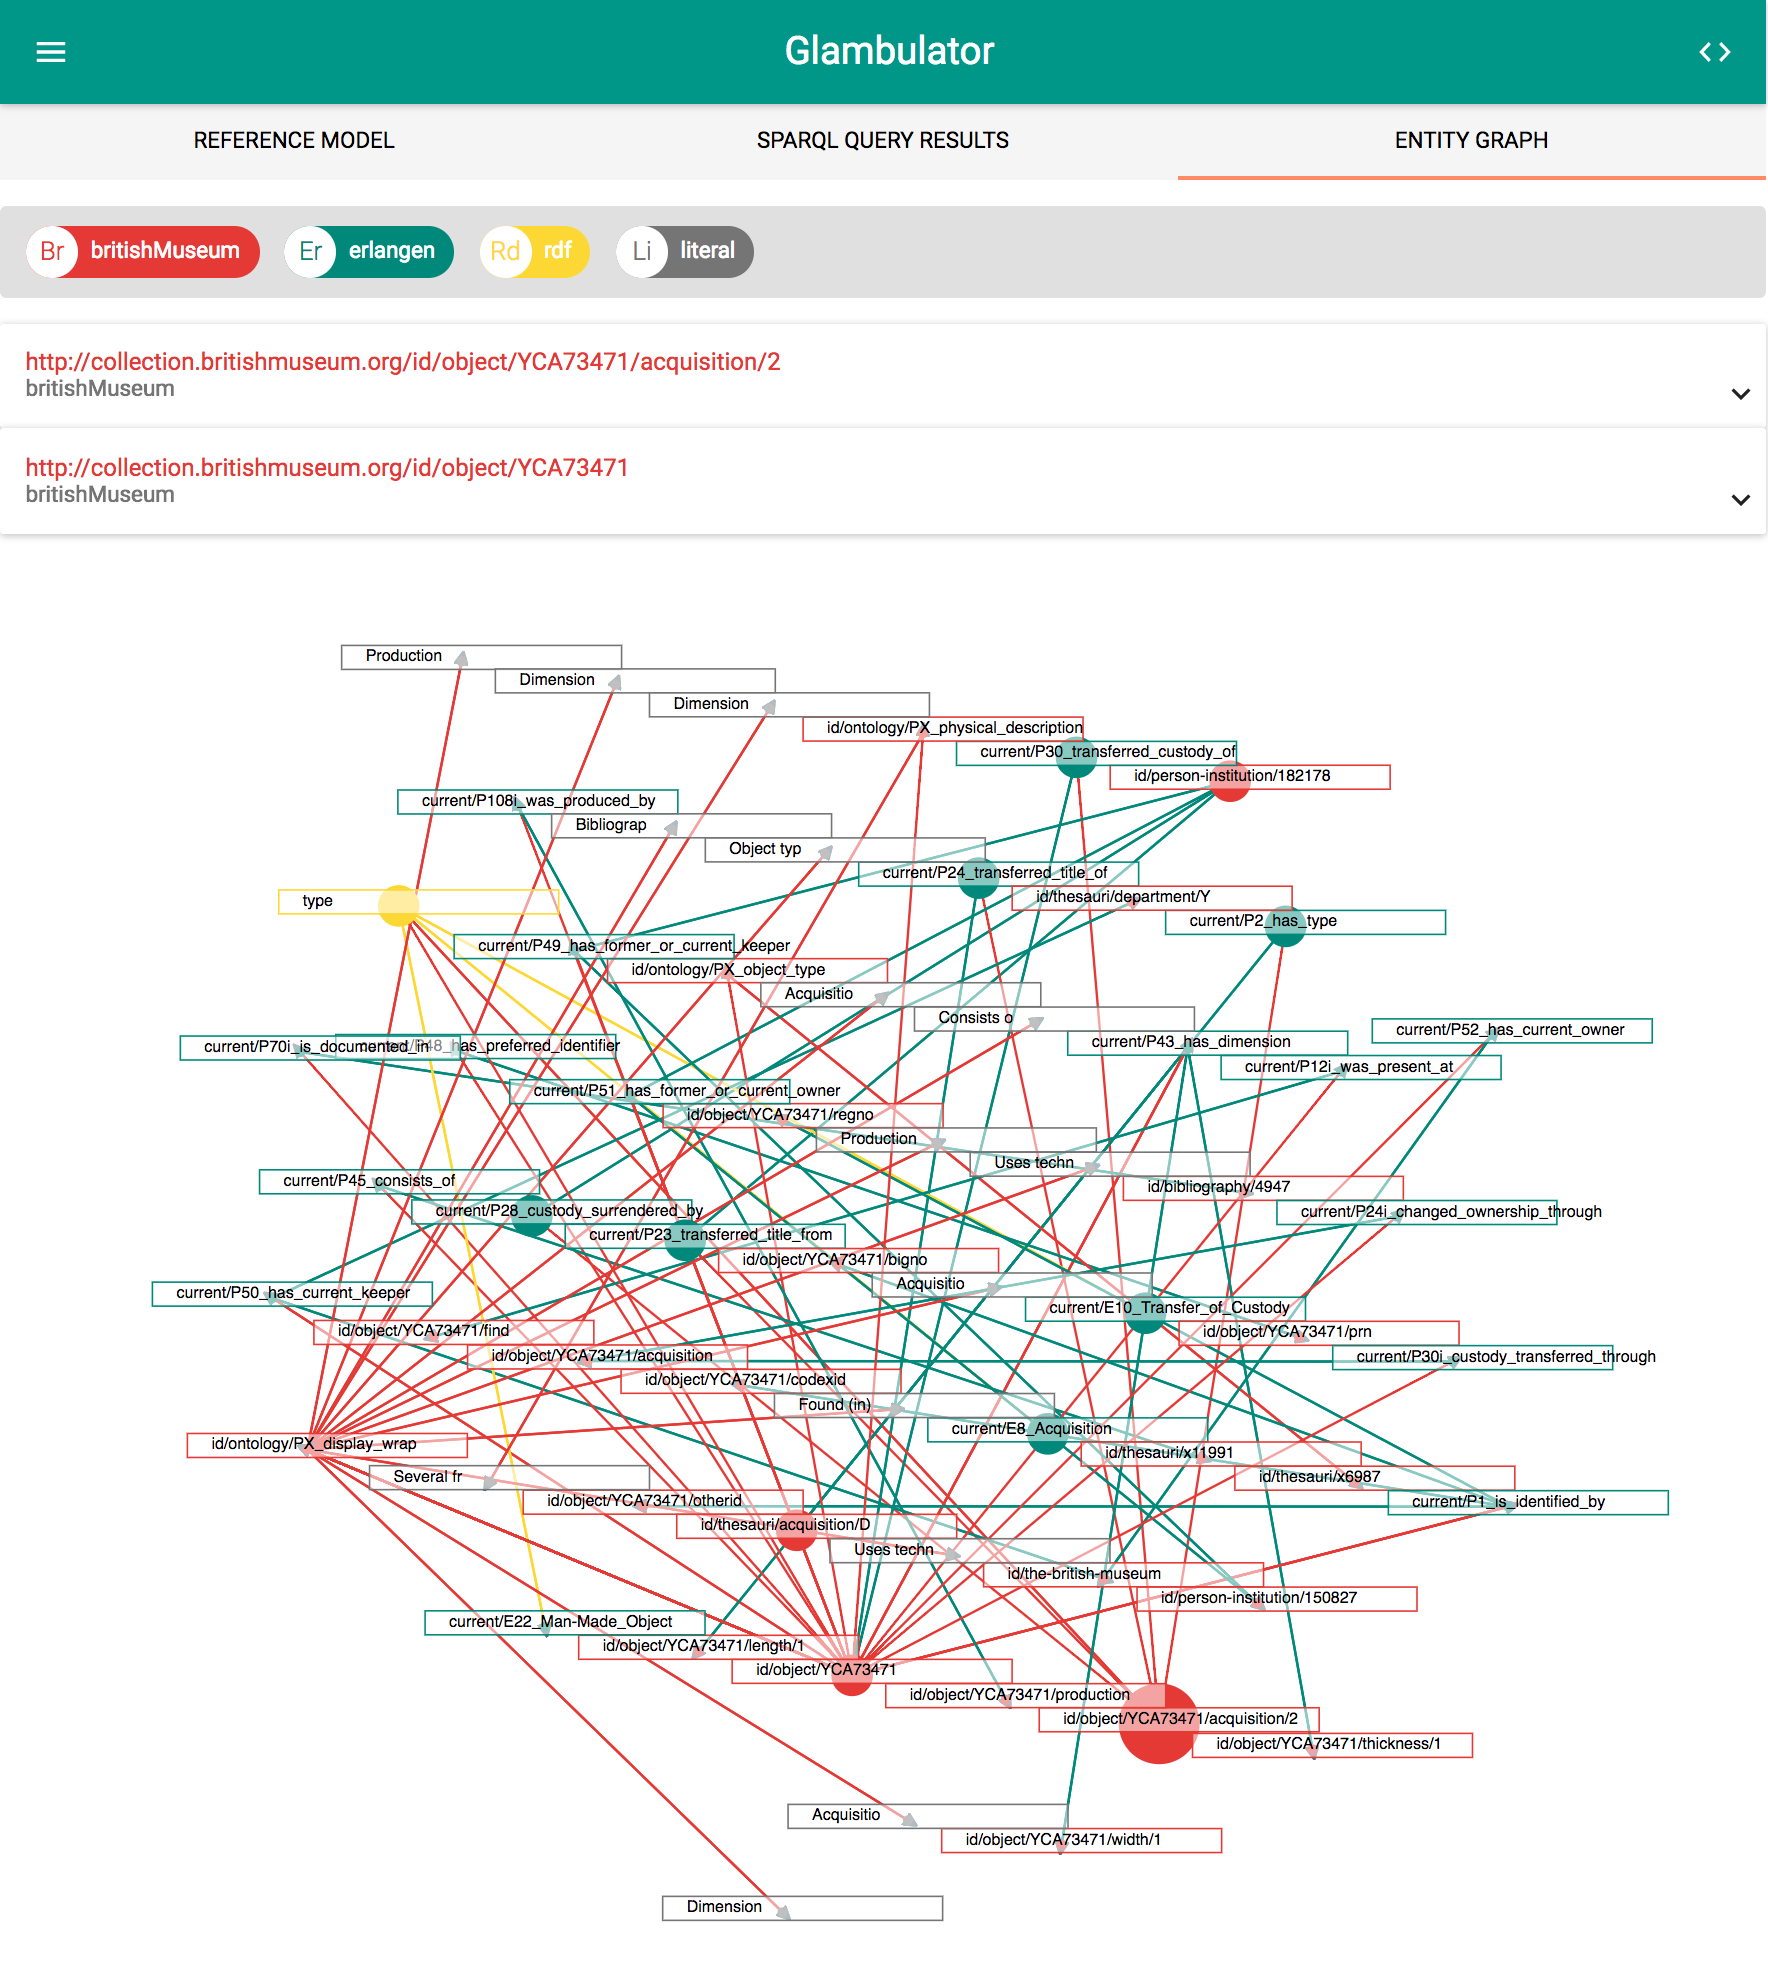 Glambulator
REFERENCE MODEL
SPARQL QUERY RESULTS
ENTITY GRAPH
Br britishMuseum
Er erlangen
Rd rdf
Li literal
http://collection.britishmuseum.org/id/object/YCA73471/acquisition/2
britishMuseum
http://collection.britishmuseum.org/id/object/YCA73471
britishMuseum
Production
Dimension
Dimension
id/ontology/PX_physical_description
current/P30_transferred_custody_of
id/person-institution/182178
current/P108i_was_produced_by
Bibliograp
Object typ
current/P24_transferred_title_of
id/thesauri/department/Y
type
current/P2_has_type
current/P49_has_former_or_current_keeper
id/ontology/PX_object_type
Acquisitio
Consists o
current/P52_has_current_owner
current/P43_has_dimension
current/P70i_is_documented_in
current/P48_has_preferred_identifier
current/P12i_was_present_at
current/P51_has_former_or_current_owner
id/object/YCA73471/regno
Production
Uses techn
current/P45_consists_of
id/bibliography/4947
current/P28_custody_surrendered_by
current/P24i_changed_ownership_through
current/P23_transferred_title_from
id/object/YCA73471/bigno
Acquisitio
current/P50_has_current_keeper
current/E10_Transfer_of_Custody
id/object/YCA73471/find
id/object/YCA73471/prn
id/object/YCA73471/acquisition
current/P30i_custody_transferred_through
id/object/YCA73471/codexid
Found (in)
current/E8_Acquisition
id/ontology/PX_display_wrap
id/thesauri/x11991
Several fr
id/thesauri/x6987
id/object/YCA73471/otherid
current/P1_is_identified_by
id/thesauri/acquisition/D
Uses techn
id/the-british-museum
id/person-institution/150827
current/E22_Man-Made_Object
id/object/YCA73471/length/1
id/object/YCA73471
id/object/YCA73471/production
id/object/YCA73471/acquisition/2
id/object/YCA73471/thickness/1
Acquisitio
id/object/YCA73471/width/1
Dimension